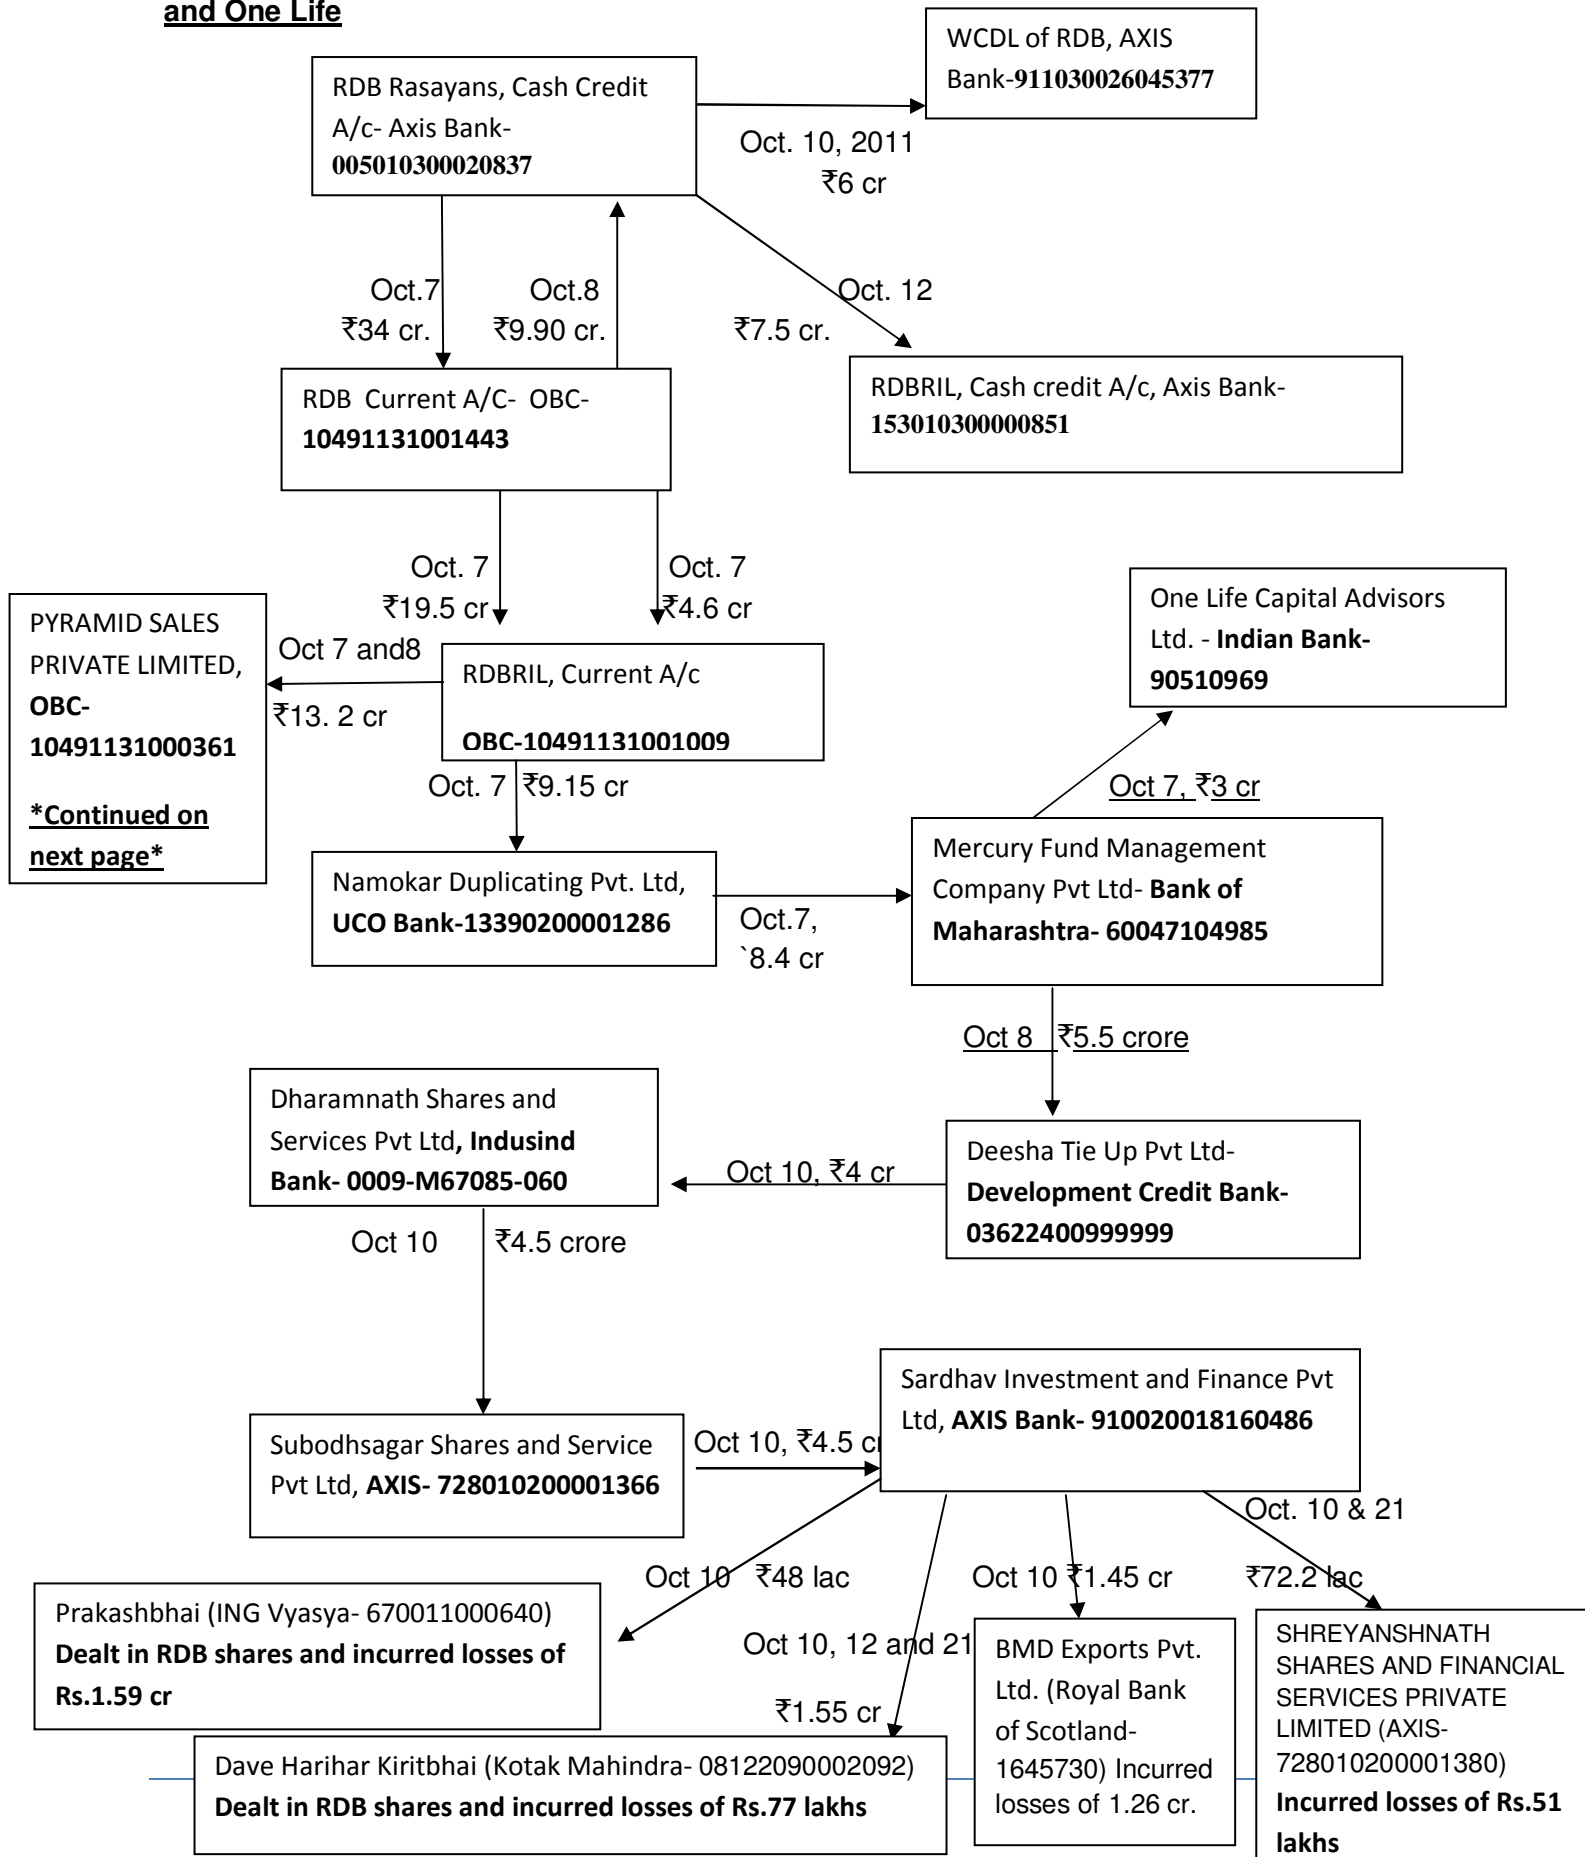 and One Life
WCDL of RDB, AXIS
Bank-911030026045377
RDB Rasayans, Cash Credit
A/c- Axis Bank-
005010300020837
Oct. 10, 2011
₹6 cr
Oct.7
₹34 cr.
Oct.8
₹9.90 cr.
Oct. 12
₹7.5 cr.
RDBRIL, Cash credit A/c, Axis Bank-
153010300000851
RDB Current A/C- OBC-
10491131001443
Oct. 7
₹19.5 cr
Oct. 7
₹4.6 cr
One Life Capital Advisors
Ltd. - Indian Bank-
90510969
PYRAMID SALES
PRIVATE LIMITED,
OBC-
10491131000361
*Continued on
next page*
Oct 7 and8
₹13. 2 cr
RDBRIL, Current A/c
OBC-10491131001009
Oct. 7 ₹9.15 cr
Oct 7, ₹3 cr
Namokar Duplicating Pvt. Ltd,
UCO Bank-13390200001286
Oct.7,
`8.4 cr
Mercury Fund Management
Company Pvt Ltd- Bank of
Maharashtra- 60047104985
Oct 8 ₹5.5 crore
Dharamnath Shares and
Services Pvt Ltd, Indusind
Bank- 0009-M67085-060
Oct 10, ₹4 cr
Deesha Tie Up Pvt Ltd-
Development Credit Bank-
03622400999999
Oct 10 ₹4.5 crore
Sardhav Investment and Finance Pvt
Ltd, AXIS Bank- 910020018160486
Subodhsagar Shares and Service
Pvt Ltd, AXIS- 728010200001366
Oct 10, ₹4.5 cr
Oct 10 ₹48 lac
Oct 10, 12 and 21
₹1.55 cr
Oct 10 ₹1.45 cr
Oct. 10 & 21
₹72.2 lac
Prakashbhai (ING Vyasya- 670011000640)
Dealt in RDB shares and incurred losses of
Rs.1.59 cr
Dave Harihar Kiritbhai (Kotak Mahindra- 08122090002092)
Dealt in RDB shares and incurred losses of Rs.77 lakhs
BMD Exports Pvt.
Ltd. (Royal Bank
of Scotland-
1645730) Incurred
losses of 1.26 cr.
SHREYANSHNATH
SHARES AND FINANCIAL
SERVICES PRIVATE
LIMITED (AXIS-
728010200001380)
Incurred losses of Rs.51
lakhs